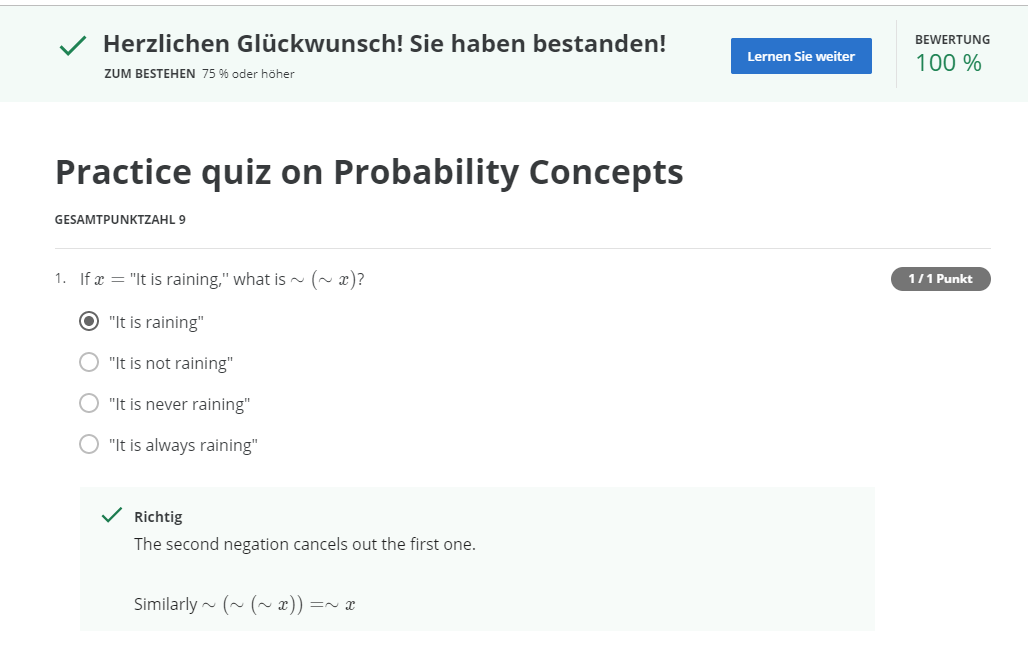 Herzlichen Glückwunsch! Sie haben bestanden!
ZUM BESTEHEN 75 % oder höher
Lernen Sie weiter
BEWERTUNG
100 %
Practice quiz on Probability Concepts
GESAMTPUNKTZAHL 9
1. If x = "It is raining,'' what is ∼ (∼ x)?
1 / 1 Punkt
"It is raining"
"It is not raining"
"It is never raining"
"It is always raining"
Richtig
The second negation cancels out the first one.
Similarly ∼ (∼ (∼ x)) =∼ x